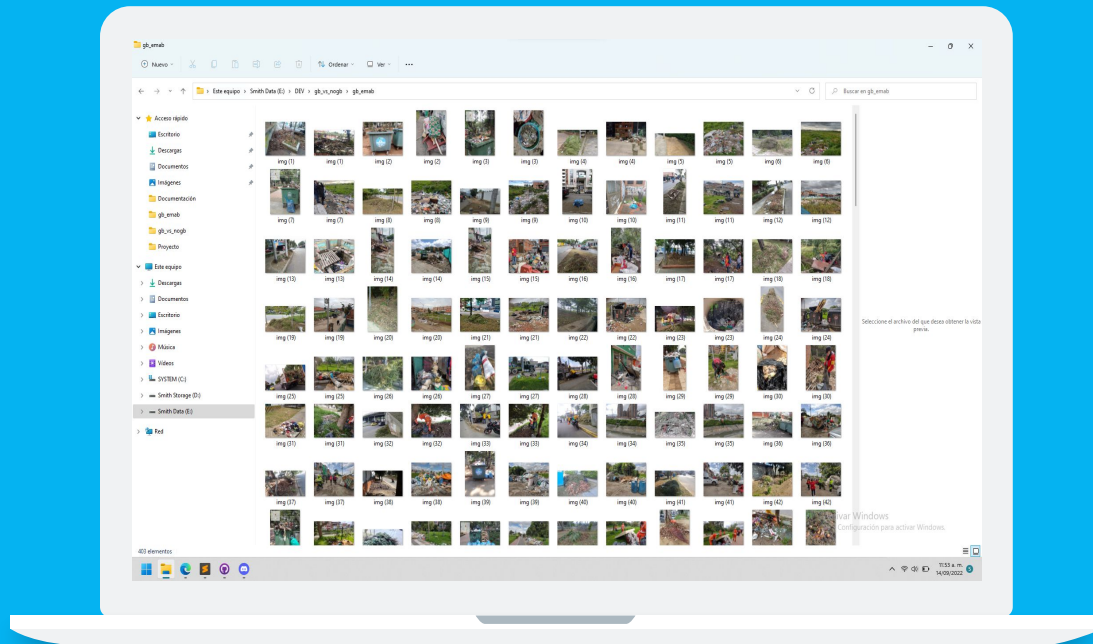 gb_emab
Nuevo
Ordenar
Ver
Este equipo > Smith Data (E:) > DEV > gb_vs_nogb > gb_emab
Buscar en gb_emab
Acceso rápido
Escritorio
Descargas
Documentos
Imágenes
Documentación
gb_emab
gb_vs_nogb
Proyecto
Este equipo
Descargas
Documentos
Escritorio
Imágenes
Música
Vídeos
SYSTEM (C:)
Smith Storage (D:)
Smith Data (E:)
Red
img (1) img (1) img (2) img (2) img (3) img (3) img (4) img (4) img (5) img (5) img (6) img (6)
img (7) img (7) img (8) img (8) img (9) img (9) img (10) img (10) img (11) img (11) img (12) img (12)
img (13) img (13) img (14) img (14) img (15) img (15) img (16) img (16) img (17) img (17) img (18) img (18)
img (19) img (19) img (20) img (20) img (21) img (21) img (22) img (22) img (23) img (23) img (24) img (24)
img (25) img (25) img (26) img (26) img (27) img (27) img (28) img (28) img (29) img (29) img (30) img (30)
img (31) img (31) img (32) img (32) img (33) img (33) img (34) img (34) img (35) img (35) img (36) img (36)
img (37) img (37) img (38) img (38) img (39) img (39) img (40) img (40) img (41) img (41) img (42) img (42)
Seleccione el archivo del que desea obtener la vista
previa.
var Windows
Configuración para activar Windows.
403 elementos
11:53 a. m.
14/09/2022